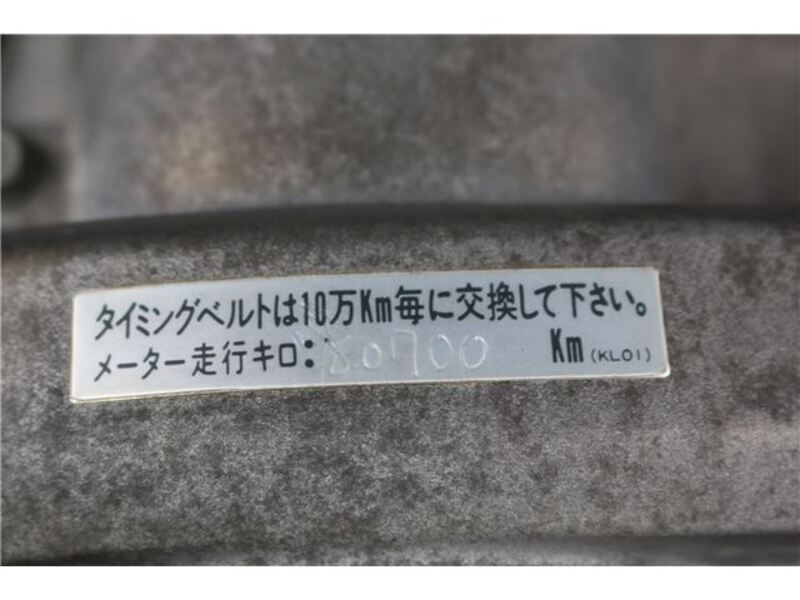 タイミングベルトは10万Km毎に交換して下さい。
メーター走行キロ: 80700 Km (KL01)